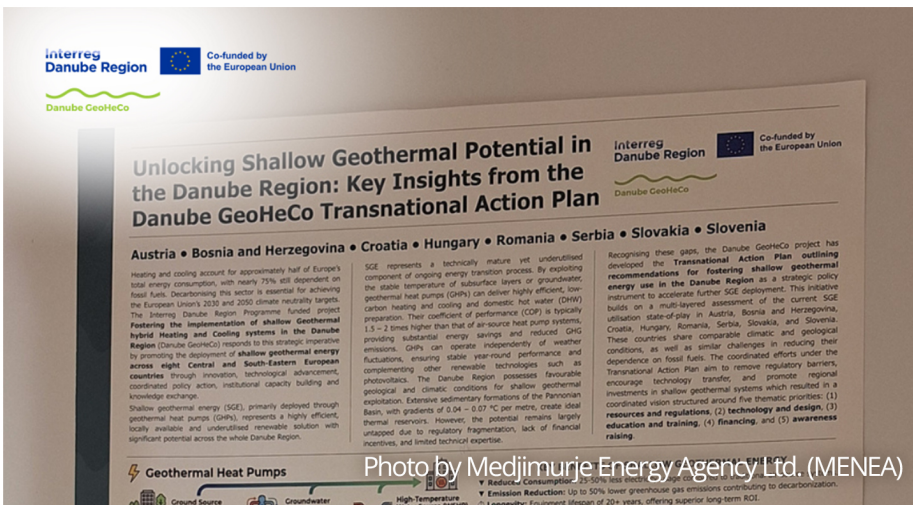 Interreg
Danube Region
Co-funded by
the European Union
Danube GeoHeCo
Unlocking Shallow Geothermal Potential in
the Danube Region: Key Insights from the
Danube GeoHeCo Transnational Action Plan
Interreg
Danube Region
Co-funded by
the European Union
Danube GeoHeCo
Austria • Bosnia and Herzegovina • Croatia • Hungary • Romania • Serbia • Slovakia • Slovenia
Heating and cooling account for approximately half of Europe's
total energy consumption, with nearly 75% still dependent on
fossil fuels. Decarbonising this sector is essential for achieving
the European Union's 2030 and 2050 climate neutrality targets.
The Interreg Danube Region Programme funded project
Fostering the implementation of shallow Geothermal
hybrid Heating and Cooling systems in the Danube
Region (Danube GeoHeCo) responds to this strategic imperative
by promoting the deployment of shallow geothermal energy
across eight Central and South-Eastern European
countries through innovation, technological advancement,
coordinated policy action, institutional capacity building and
knowledge exchange.
Shallow geothermal energy (SGE), primarily deployed through
geothermal heat pumps (GHPs), represents a highly efficient,
locally available and underutilised renewable solution with
significant potential across the whole Danube Region.
SGE represents a technically mature yet underutilised
component of ongoing energy transition process. By exploiting
the stable temperature of subsurface layers or groundwater,
geothermal heat pumps (GHPs) can deliver highly efficient, low-
carbon heating and cooling and domestic hot water (DHW)
preparation. Their coefficient of performance (COP) is typically
1.5 – 2 times higher than that of air-source heat pump systems,
providing substantial energy savings and reduced GHG
emissions. GHPs can operate independently of weather
fluctuations, ensuring stable year-round performance and
complementing other renewable technologies such as
photovoltaics. The Danube Region possesses favourable
geological and climatic conditions for shallow geothermal
exploitation. Extensive sedimentary formations of the Pannonian
Basin, with gradients of 0.04 – 0.07 °C per metre, create ideal
thermal reservoirs. However, the potential remains largely
untapped due to regulatory fragmentation, lack of financial
incentives, and limited technical expertise.
Recognising these gaps, the Danube GeoHeCo project has
developed the Transnational Action Plan outlining
recommendations for fostering shallow geothermal
energy use in the Danube Region as a strategic policy
instrument to accelerate further SGE deployment. This initiative
builds on a multi-layered assessment of the current SGE
utilisation state-of-play in Austria, Bosnia and Herzegovina,
Croatia, Hungary, Romania, Serbia, Slovakia, and Slovenia.
These countries share comparable climatic and geological
conditions, as well as similar challenges in reducing their
dependence on fossil fuels. The coordinated efforts under the
Transnational Action Plan aim to remove regulatory barriers,
encourage technology transfer, and promote regional
investments in shallow geothermal systems which resulted in a
coordinated vision structured around five thematic priorities: (1)
resources and regulations, (2) technology and design, (3)
education and training, (4) financing, and (5) awareness
raising.
Geothermal Heat Pumps
Ground Source
Groundwater
High-Temperature
GEOTHERMAL ENERGY
▼ Reduced Consumption: 25-50% less
▼ Emission Reduction: Up to 50% lower greenhouse gas emissions contributing to decarbonization.
Longevity: Equipment lifespan of 20+ years, offering superior long-term ROI.
Photo by Medjimurje Energy Agency Ltd. (MENEA)